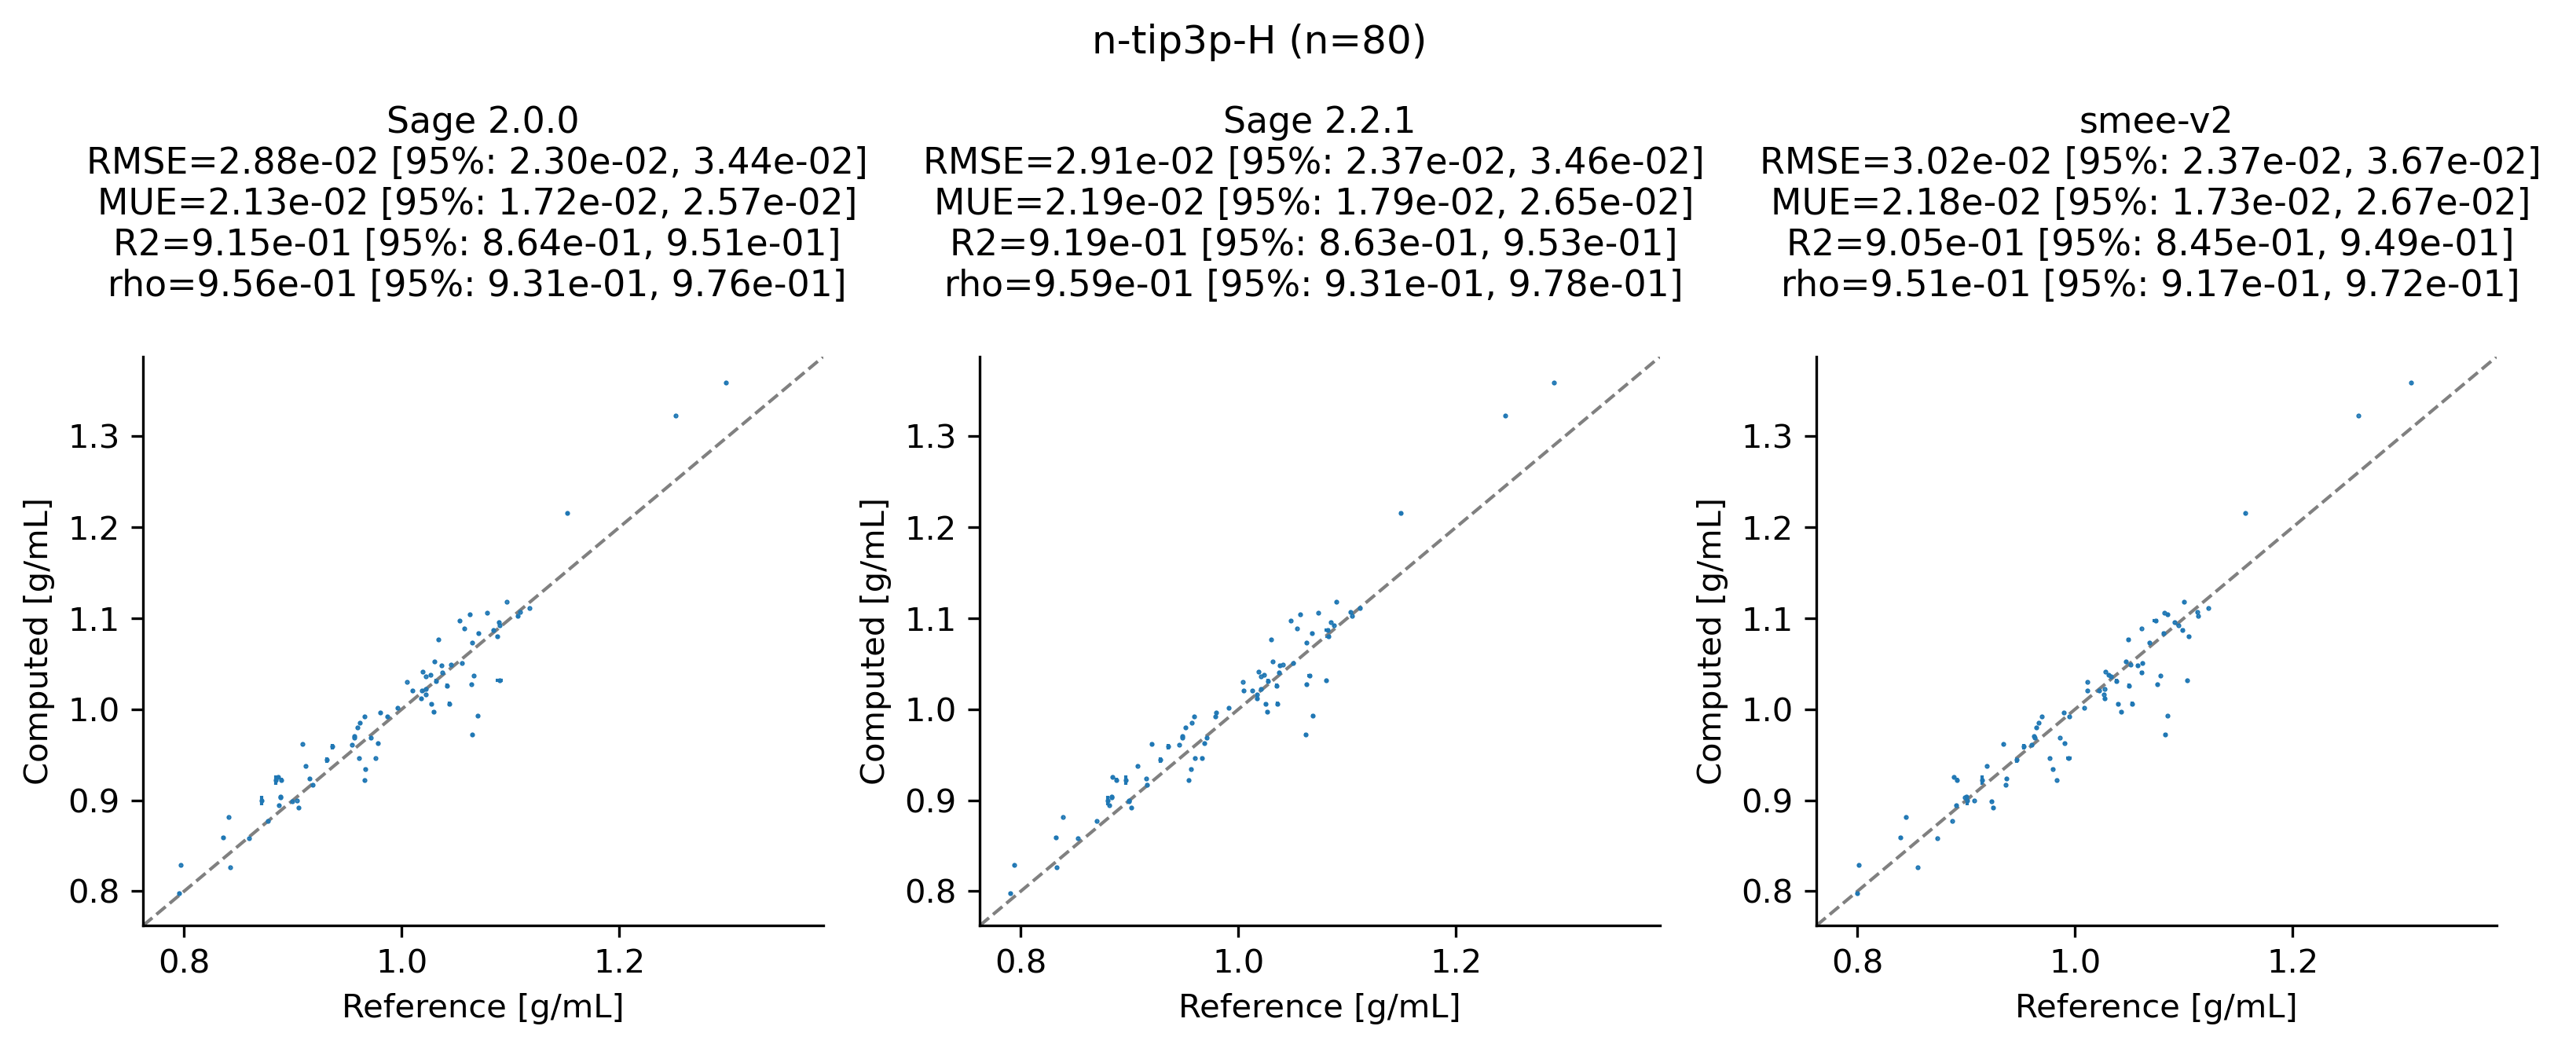 n-tip3p-H (n=80)
Sage 2.0.0
RMSE=2.88e-02 [95%: 2.30e-02, 3.44e-02]
MUE=2.13e-02 [95%: 1.72e-02, 2.57e-02]
R2=9.15e-01 [95%: 8.64e-01, 9.51e-01]
rho=9.56e-01 [95%: 9.31e-01, 9.76e-01]
Computed [g/mL]
1.3
1.2
1.1
1.0
0.9
0.8
0.8 1.0 1.2
Reference [g/mL]
Sage 2.2.1
RMSE=2.91e-02 [95%: 2.37e-02, 3.46e-02]
MUE=2.19e-02 [95%: 1.79e-02, 2.65e-02]
R2=9.19e-01 [95%: 8.63e-01, 9.53e-01]
rho=9.59e-01 [95%: 9.31e-01, 9.78e-01]
Computed [g/mL]
1.3
1.2
1.1
1.0
0.9
0.8
0.8 1.0 1.2
Reference [g/mL]
smee-v2
RMSE=3.02e-02 [95%: 2.37e-02, 3.67e-02]
MUE=2.18e-02 [95%: 1.73e-02, 2.67e-02]
R2=9.05e-01 [95%: 8.45e-01, 9.49e-01]
rho=9.51e-01 [95%: 9.17e-01, 9.72e-01]
Computed [g/mL]
1.3
1.2
1.1
1.0
0.9
0.8
0.8 1.0 1.2
Reference [g/mL]